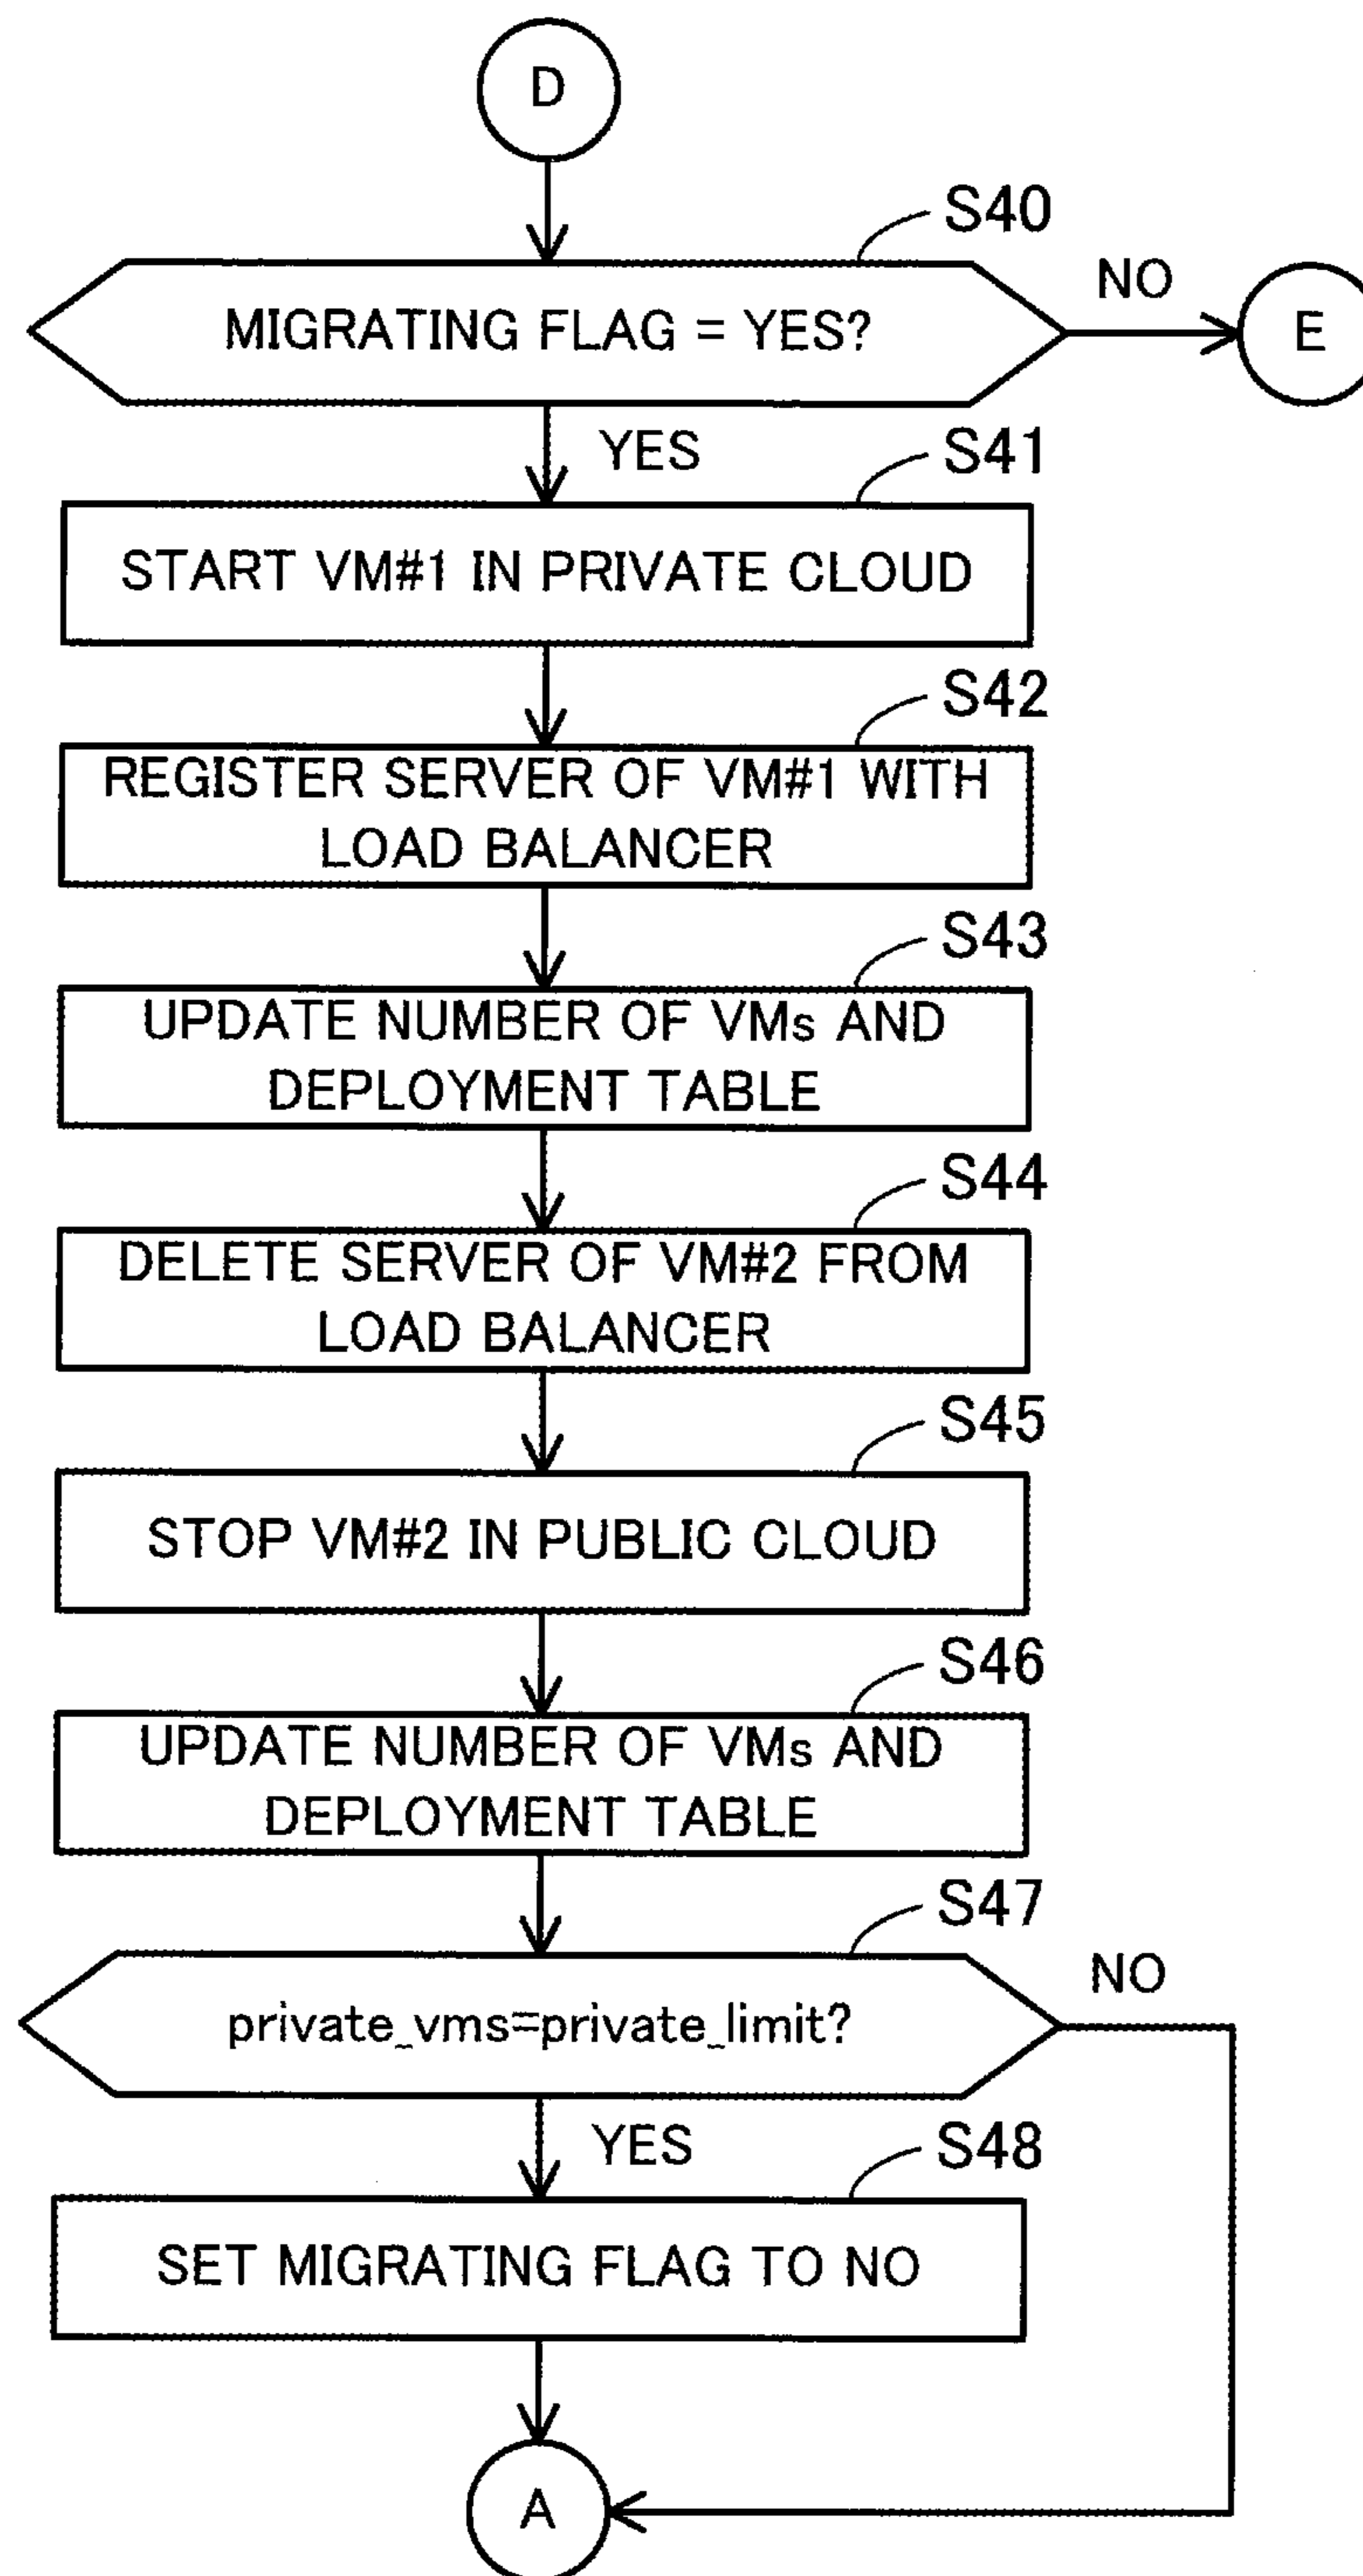 D
S40
MIGRATING FLAG = YES?
NO
E
YES
S41
START VM#1 IN PRIVATE CLOUD
S42
REGISTER SERVER OF VM#1 WITH
LOAD BALANCER
S43
UPDATE NUMBER OF VMs AND
DEPLOYMENT TABLE
S44
DELETE SERVER OF VM#2 FROM
LOAD BALANCER
S45
STOP VM#2 IN PUBLIC CLOUD
S46
UPDATE NUMBER OF VMs AND
DEPLOYMENT TABLE
S47
private_vms=private_limit?
NO
YES
S48
SET MIGRATING FLAG TO NO
A